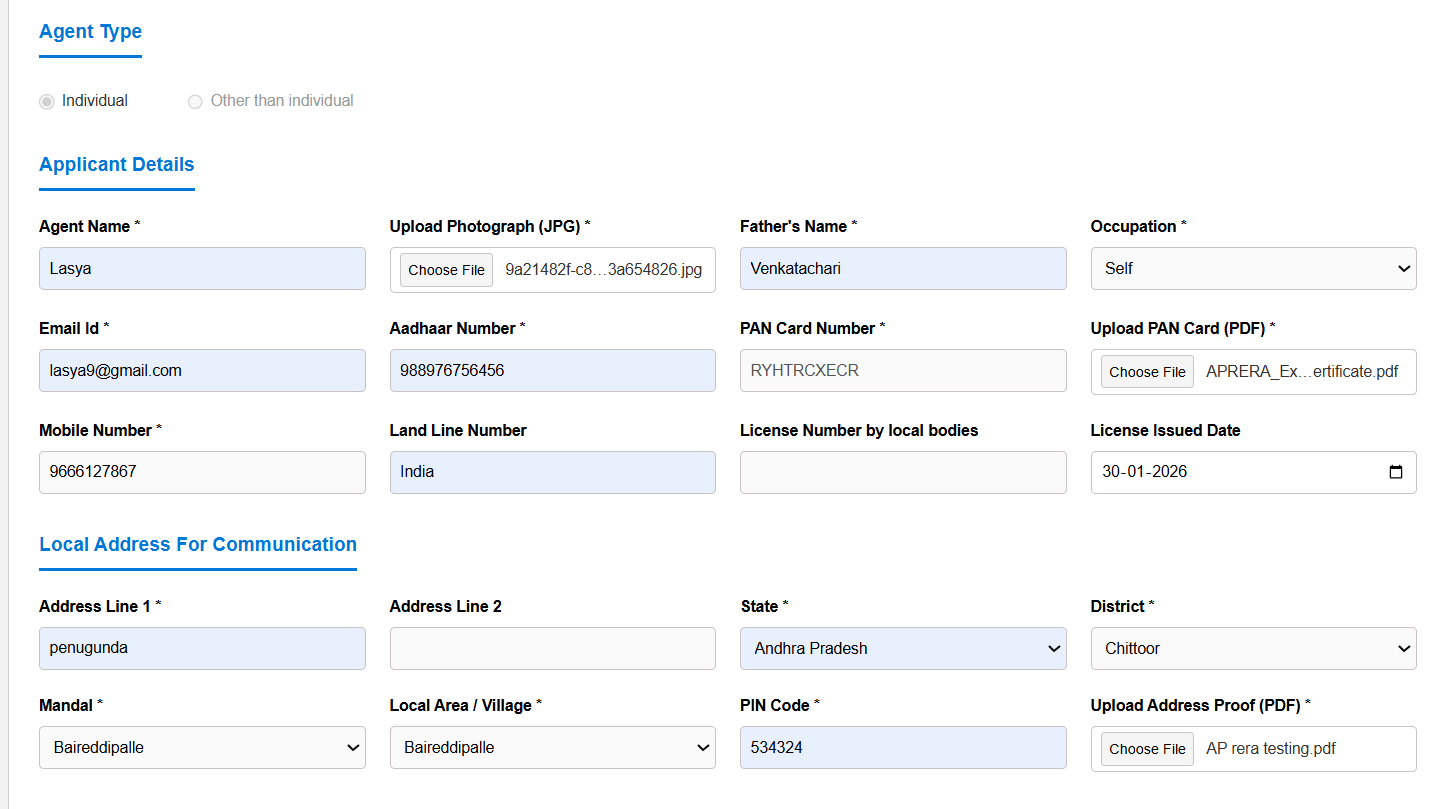 Agent Type
Individual Other than individual
Applicant Details
Agent Name * Upload Photograph (JPG) * Father's Name * Occupation *
Lasya Choose File 9a21482f-c8...3a654826.jpg Venkatachari Self
Email Id * Aadhaar Number * PAN Card Number * Upload PAN Card (PDF) *
lasya9@gmail.com 988976756456 RYHTRCXECR Choose File APRERA_Ex...ertificate.pdf
Mobile Number * Land Line Number License Number by local bodies License Issued Date
9666127867 India 30-01-2026
Local Address For Communication
Address Line 1 * Address Line 2 State * District *
penugunda Andhra Pradesh Chittoor
Mandal * Local Area / Village * PIN Code * Upload Address Proof (PDF) *
Baireddipalle Baireddipalle 534324 Choose File AP rera testing.pdf